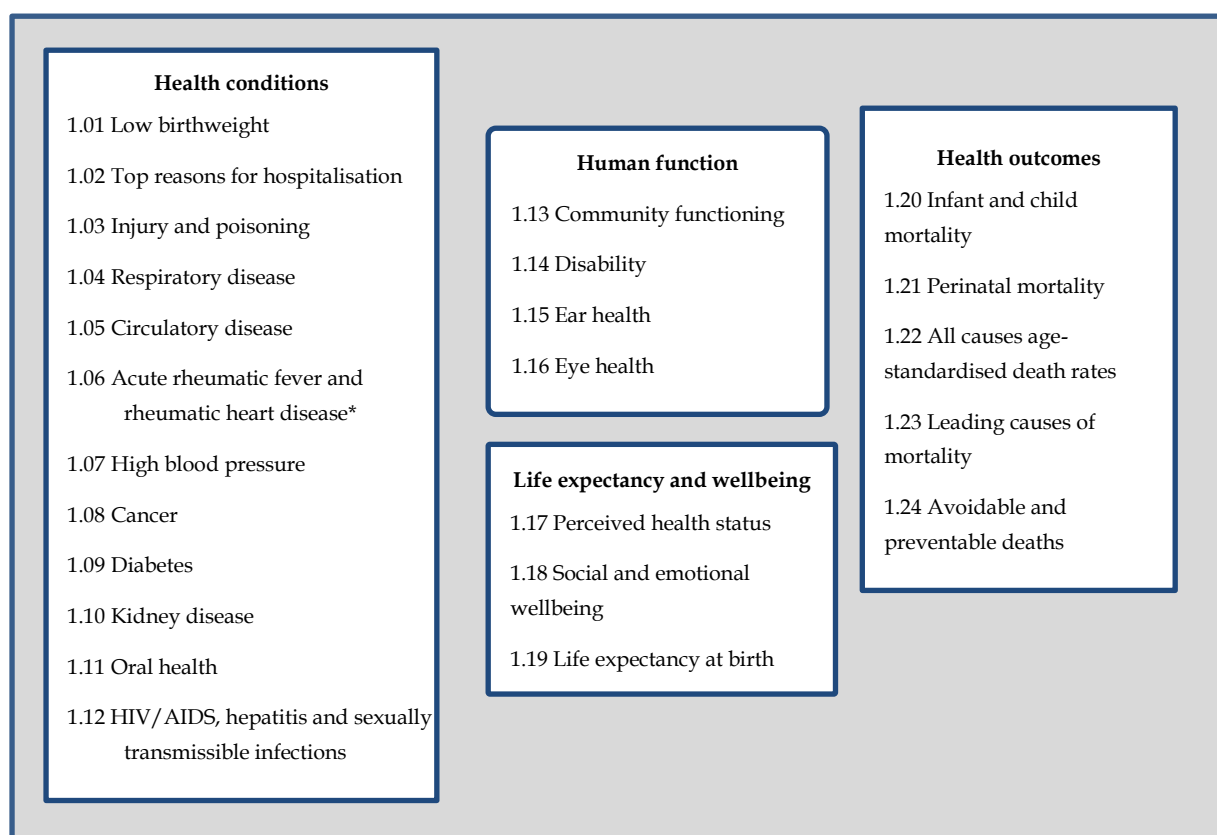 Health conditions
1.01 Low birthweight
1.02 Top reasons for hospitalisation
1.03 Injury and poisoning
1.04 Respiratory disease
1.05 Circulatory disease
1.06 Acute rheumatic fever and
rheumatic heart disease*
1.07 High blood pressure
1.08 Cancer
1.09 Diabetes
1.10 Kidney disease
1.11 Oral health
1.12 HIV/AIDS, hepatitis and sexually
transmissible infections
Human function
1.13 Community functioning
1.14 Disability
1.15 Ear health
1.16 Eye health
Life expectancy and wellbeing
1.17 Perceived health status
1.18 Social and emotional
wellbeing
1.19 Life expectancy at birth
Health outcomes
1.20 Infant and child
mortality
1.21 Perinatal mortality
1.22 All causes age-
standardised death rates
1.23 Leading causes of
mortality
1.24 Avoidable and
preventable deaths